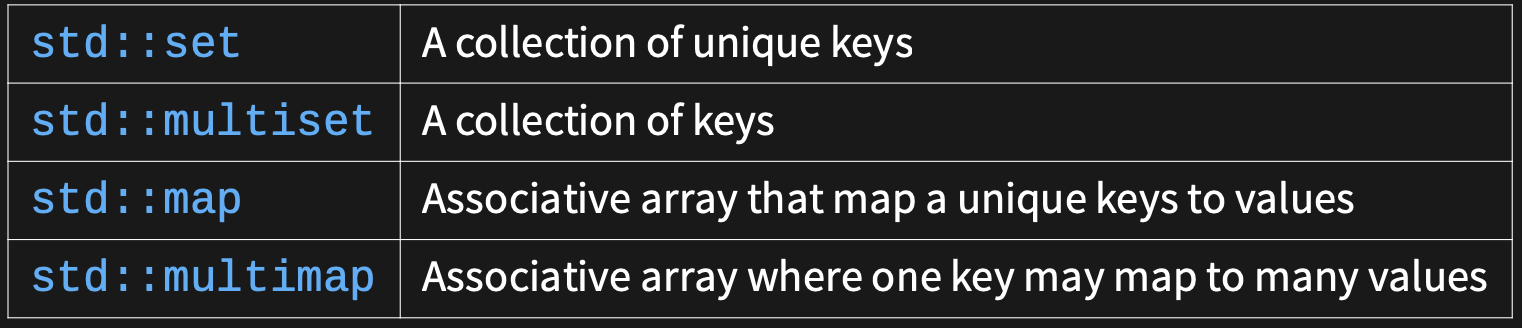 std::set A collection of unique keys
std::multiset A collection of keys
std::map Associative array that map a unique keys to values
std::multimap Associative array where one key may map to many values